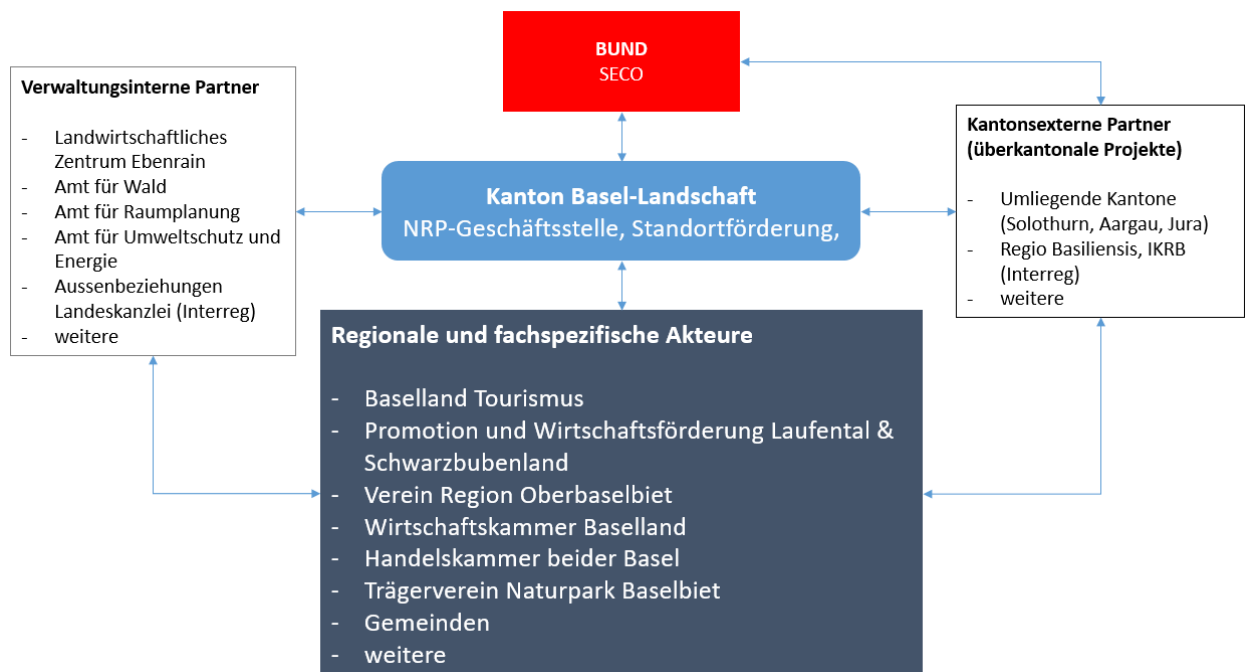 BUND
SECO
Verwaltungsinterne Partner
- Landwirtschaftliches
Zentrum Ebenrain
- Amt für Wald
- Amt für Raumplanung
- Amt für Umweltschutz und
Energie
- Aussenbeziehungen
Landeskanzlei (Interreg)
- weitere
Kanton Basel-Landschaft
NRP-Geschäftsstelle, Standortförderung,
Kantonsexterne Partner
(überkantonale Projekte)
- Umliegende Kantone
(Solothurn, Aargau, Jura)
- Regio Basiliensis, IKRB
(Interreg)
- weitere
Regionale und fachspezifische Akteure
- Baselland Tourismus
- Promotion und Wirtschaftsförderung Laufental &
Schwarzbubenland
- Verein Region Oberbaselbiet
- Wirtschaftskammer Baselland
- Handelskammer beider Basel
- Trägerverein Naturpark Baselbiet
- Gemeinden
- weitere